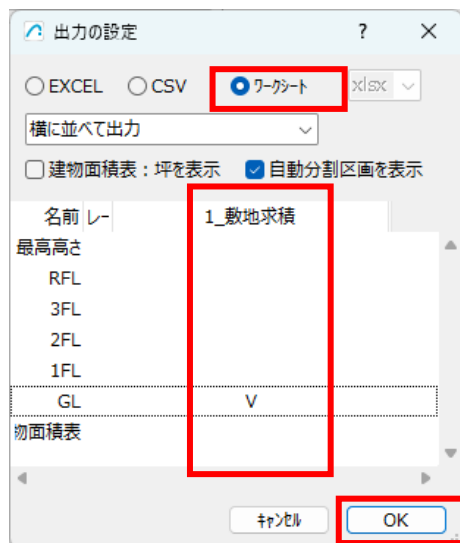 出力の設定 ? ×
EXCEL CSV ワークシート xlsx
横に並べて出力
建物面積表：坪を表示 自動分割区画を表示
名前 レー 1_敷地求積
最高高さ
RFL
3FL
2FL
1FL
GL V
物面積表
キャンセル OK